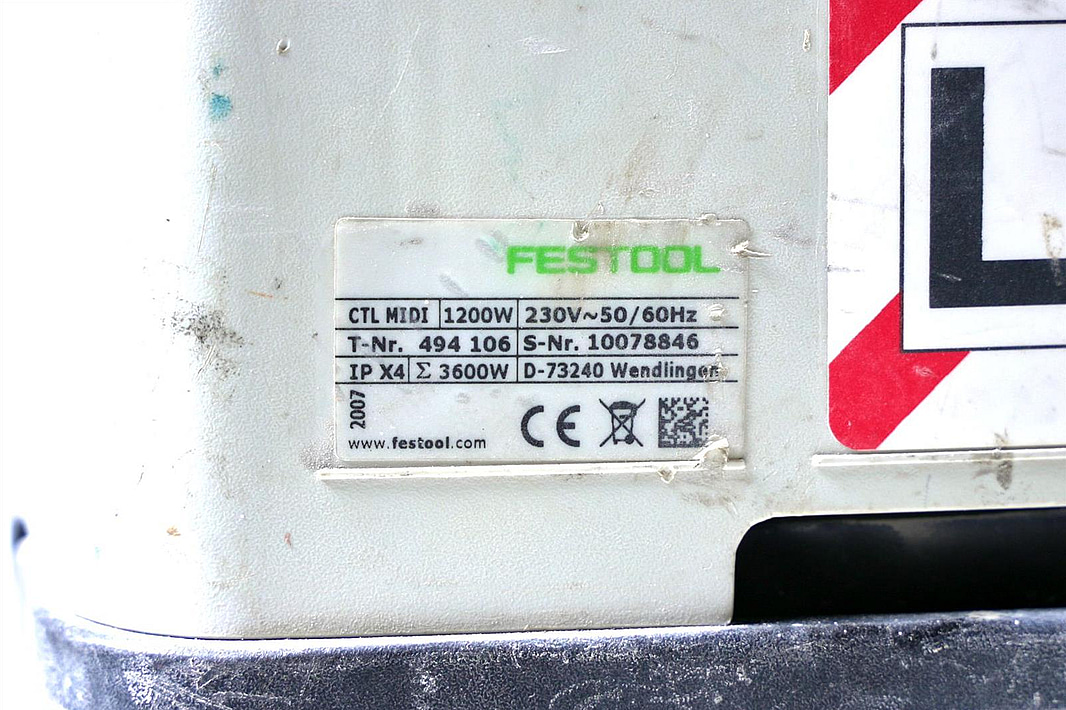 FESTOOL
CTL MIDI 1200W 230V~50/60Hz
T-Nr. 494 106 S-Nr. 10078846
IP X4 Σ 3600W D-73240 Wendlingen
2007
www.festool.com
CE
L